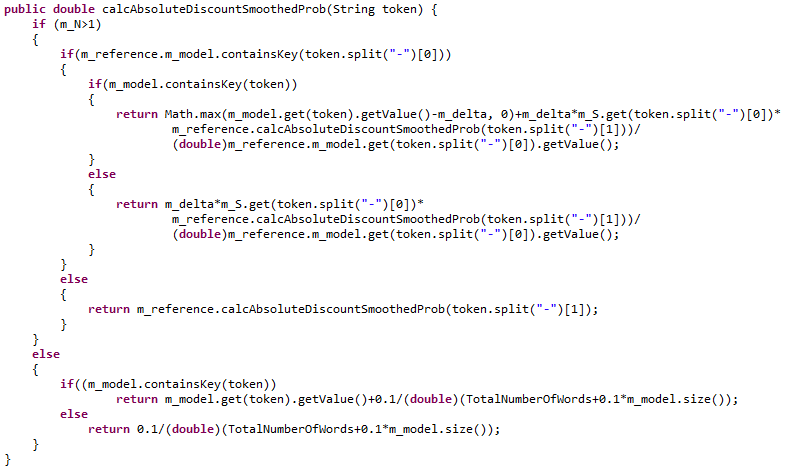 public double calcAbsoluteDiscountSmoothedProb(String token) {
if (m_N>1)
{
if(m_reference.m_model.containsKey(token.split("-")[0]))
{
if(m_model.containsKey(token))
{
return Math.max(m_model.get(token).getValue()-m_delta, 0)+m_delta*m_S.get(token.split("-")[0])*
m_reference.calcAbsoluteDiscountSmoothedProb(token.split("-")[1]))/
(double)m_reference.m_model.get(token.split("-")[0]).getValue();
}
else
{
return m_delta*m_S.get(token.split("-")[0])*
m_reference.calcAbsoluteDiscountSmoothedProb(token.split("-")[1]))/
(double)m_reference.m_model.get(token.split("-")[0]).getValue();
}
}
else
{
return m_reference.calcAbsoluteDiscountSmoothedProb(token.split("-")[1]);
}
}
else
{
if((m_model.containsKey(token))
return m_model.get(token).getValue()+0.1/(double)(TotalNumberOfWords+0.1*m_model.size());
else
return 0.1/(double)(TotalNumberOfWords+0.1*m_model.size());
}
}